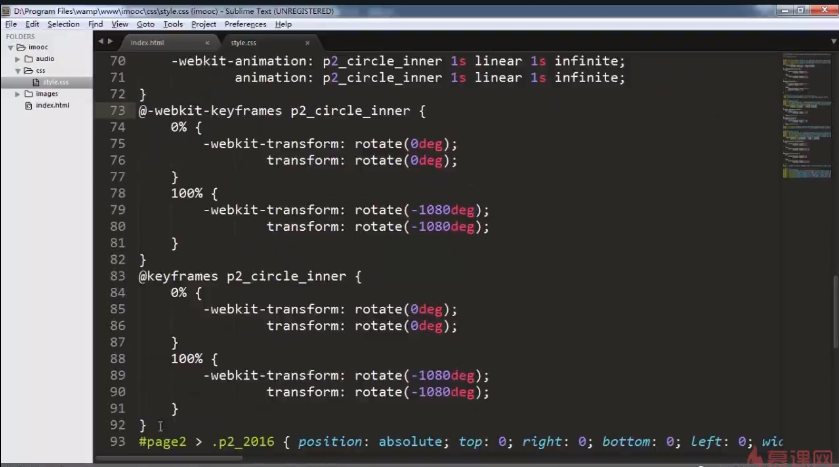 D:\Program Files\wamp\www\imooc\css\style.css (imooc) - Sublime Text (UNREGISTERED)
File Edit Selection Find View Goto Tools Project Preferences Help
FOLDERS
imooc
audio
css
style.css
images
index.html
index.html × style.css ×
70 -webkit-animation: p2_circle_inner 1s linear 1s infinite;
71 animation: p2_circle_inner 1s linear 1s infinite;
72 }
73 @-webkit-keyframes p2_circle_inner {
74 0% {
75 -webkit-transform: rotate(0deg);
76 transform: rotate(0deg);
77 }
78 100% {
79 -webkit-transform: rotate(-1080deg);
80 transform: rotate(-1080deg);
81 }
82 }
83 @keyframes p2_circle_inner {
84 0% {
85 -webkit-transform: rotate(0deg);
86 transform: rotate(0deg);
87 }
88 100% {
89 -webkit-transform: rotate(-1080deg);
90 transform: rotate(-1080deg);
91 }
92 }
93 #page2 > .p2_2016 { position: absolute; top: 0; right: 0; bottom: 0; left: 0; wid
慕课网